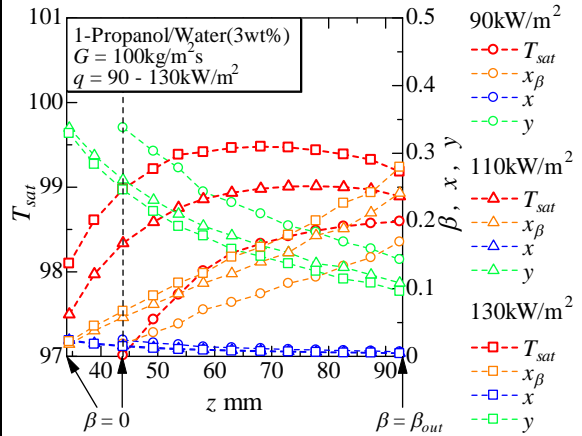 1-Propanol/Water(3wt%)
G = 100kg/m²s
q = 90 - 130kW/m²
100
99
98
97
T_sat
0.5
0.4
0.3
0.2
0.1
0
β , x , y
40 50 60 70 80 90
z mm
β = 0
β = β_out
90kW/m²
T_sat
x_β
x
y
110kW/m²
T_sat
x_β
x
y
130kW/m²
T_sat
x_β
x
y